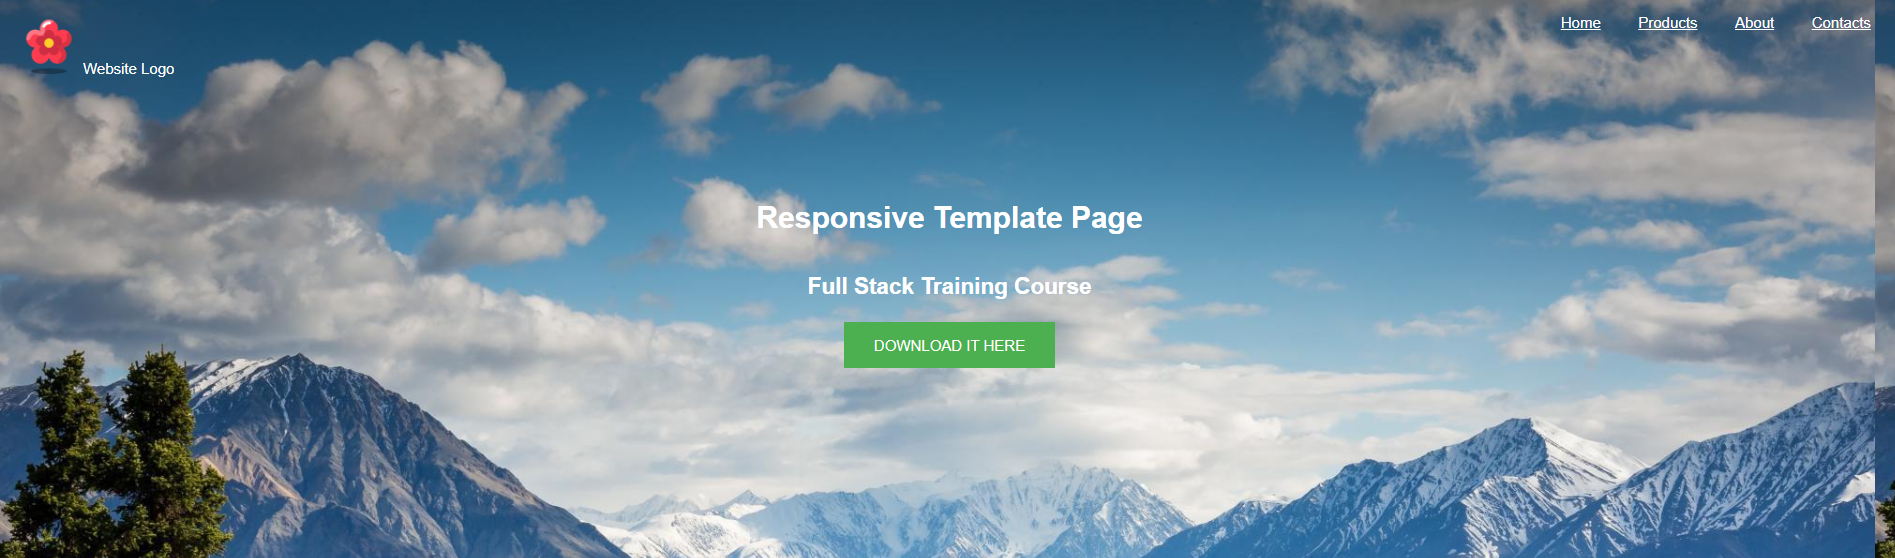 Home Products About Contacts
Website Logo
Responsive Template Page
Full Stack Training Course
DOWNLOAD IT HERE